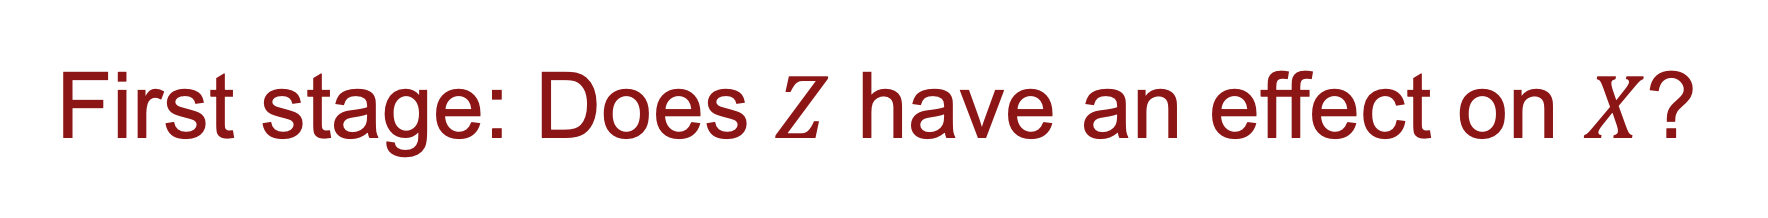 First stage: Does Z have an effect on X?